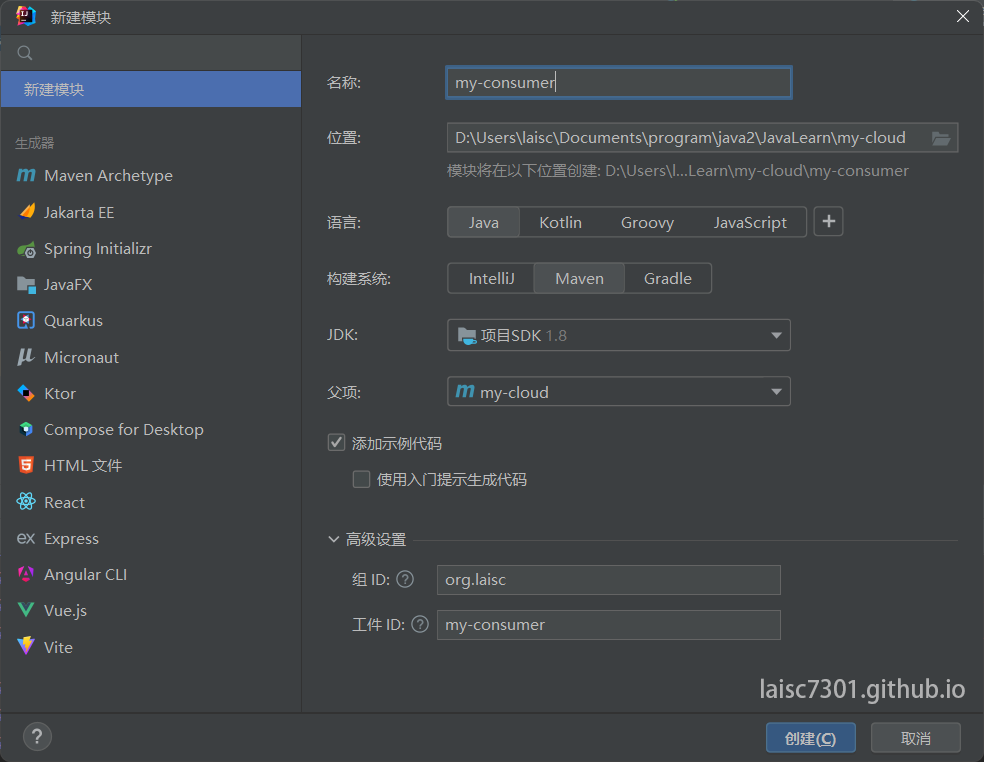 新建模块
新建模块
生成器
Maven Archetype
Jakarta EE
Spring Initializr
JavaFX
Quarkus
Micronaut
Ktor
Compose for Desktop
HTML 文件
React
Express
Angular CLI
Vue.js
Vite
名称:
my-consumer
位置:
D:\Users\laisc\Documents\program\java2\JavaLearn\my-cloud
模块将在以下位置创建: D:\Users\l...Learn\my-cloud\my-consumer
语言:
Java Kotlin Groovy JavaScript +
构建系统:
IntelliJ Maven Gradle
JDK:
项目SDK 1.8
父项:
my-cloud
添加示例代码
使用入门提示生成代码
高级设置
组 ID: ?
org.laisc
工件 ID: ?
my-consumer
laisc7301.github.io
?
创建(C)
取消